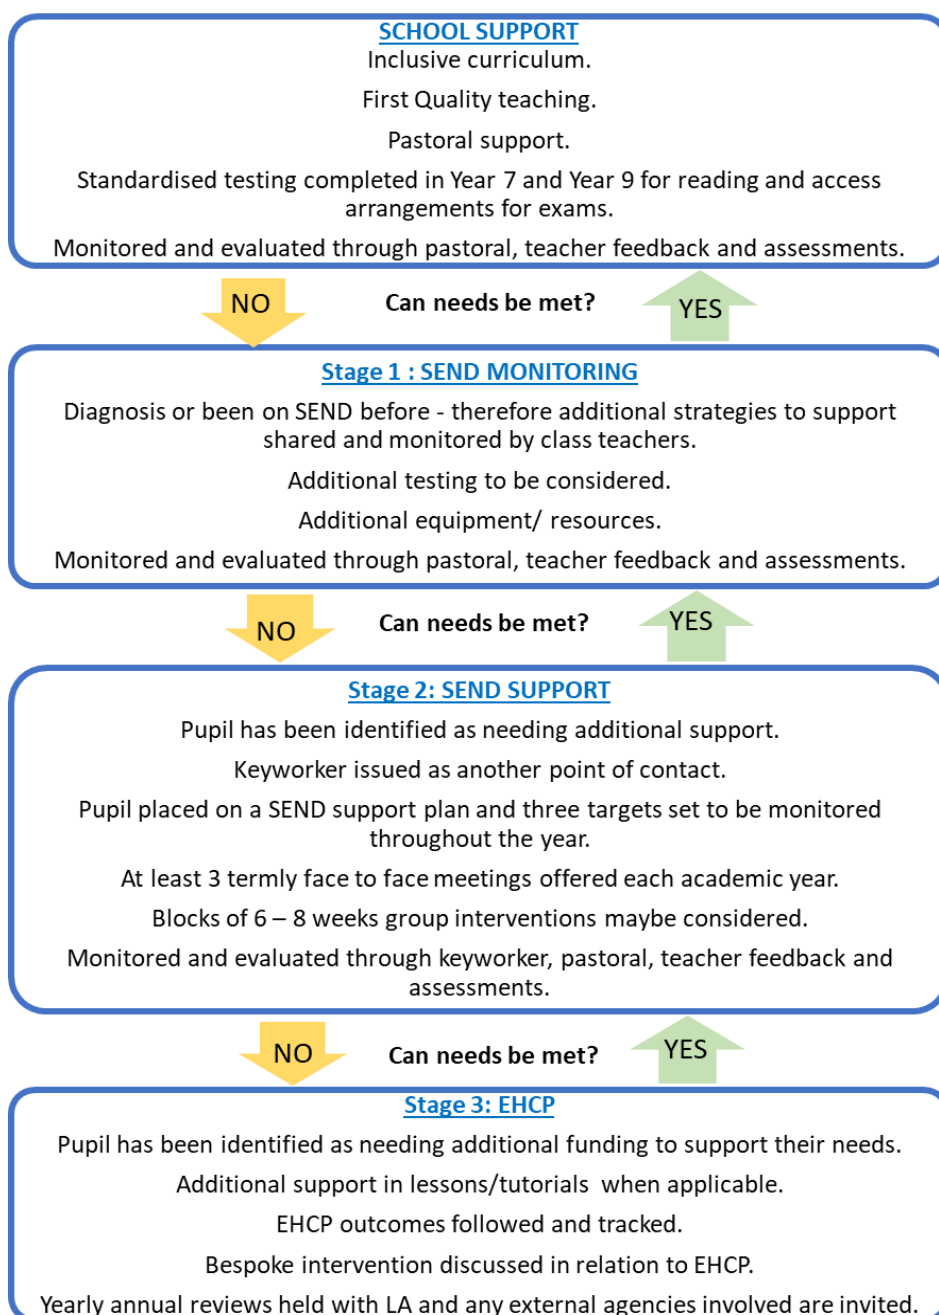 SCHOOL SUPPORT
Inclusive curriculum.
First Quality teaching.
Pastoral support.
Standardised testing completed in Year 7 and Year 9 for reading and access
arrangements for exams.
Monitored and evaluated through pastoral, teacher feedback and assessments.
NO
Can needs be met?
YES
Stage 1 : SEND MONITORING
Diagnosis or been on SEND before - therefore additional strategies to support
shared and monitored by class teachers.
Additional testing to be considered.
Additional equipment/ resources.
Monitored and evaluated through pastoral, teacher feedback and assessments.
NO
Can needs be met?
YES
Stage 2: SEND SUPPORT
Pupil has been identified as needing additional support.
Keyworker issued as another point of contact.
Pupil placed on a SEND support plan and three targets set to be monitored
throughout the year.
At least 3 termly face to face meetings offered each academic year.
Blocks of 6 – 8 weeks group interventions maybe considered.
Monitored and evaluated through keyworker, pastoral, teacher feedback and
assessments.
NO
Can needs be met?
YES
Stage 3: EHCP
Pupil has been identified as needing additional funding to support their needs.
Additional support in lessons/tutorials when applicable.
EHCP outcomes followed and tracked.
Bespoke intervention discussed in relation to EHCP.
Yearly annual reviews held with LA and any external agencies involved are invited.